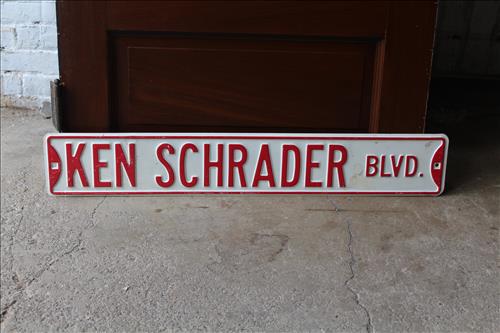 KEN SCHRADER BLVD.